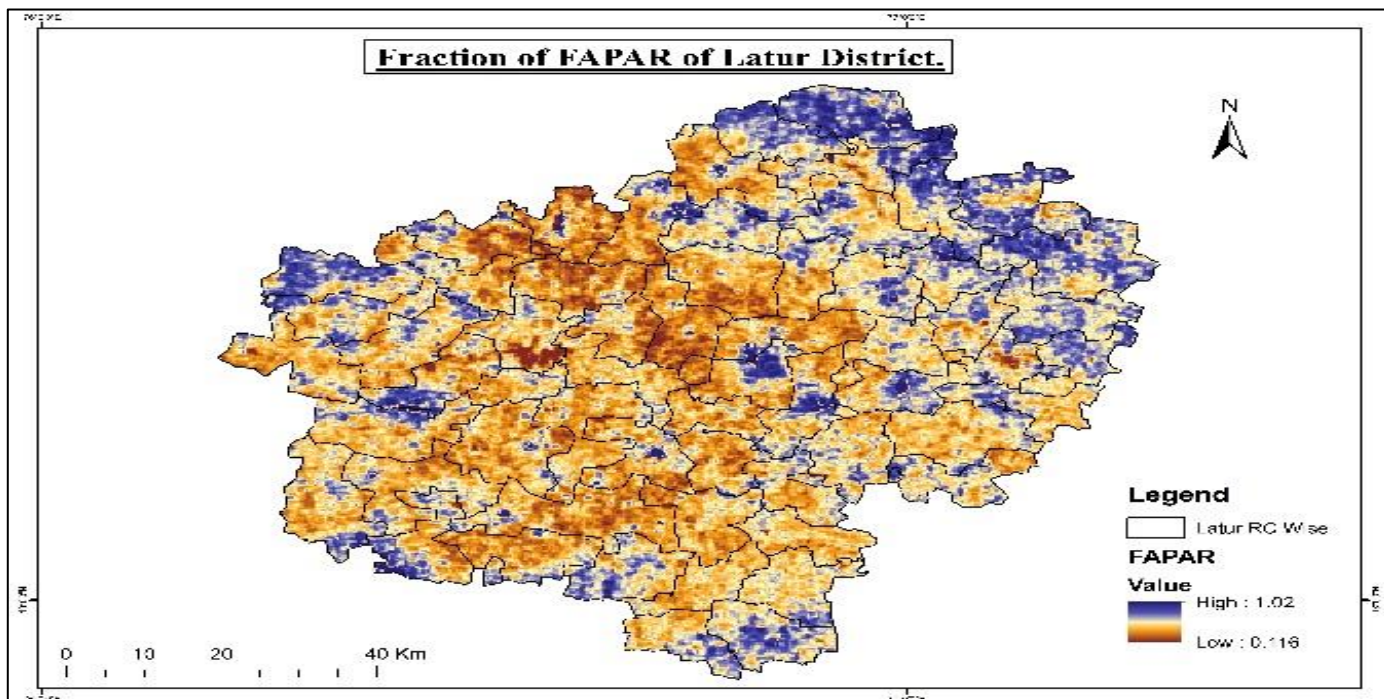 Fraction of FAPAR of Latur District.
N
Legend
Latur RC Wise
FAPAR
Value
High : 1.02
Low : 0.116
0 10 20 40 Km